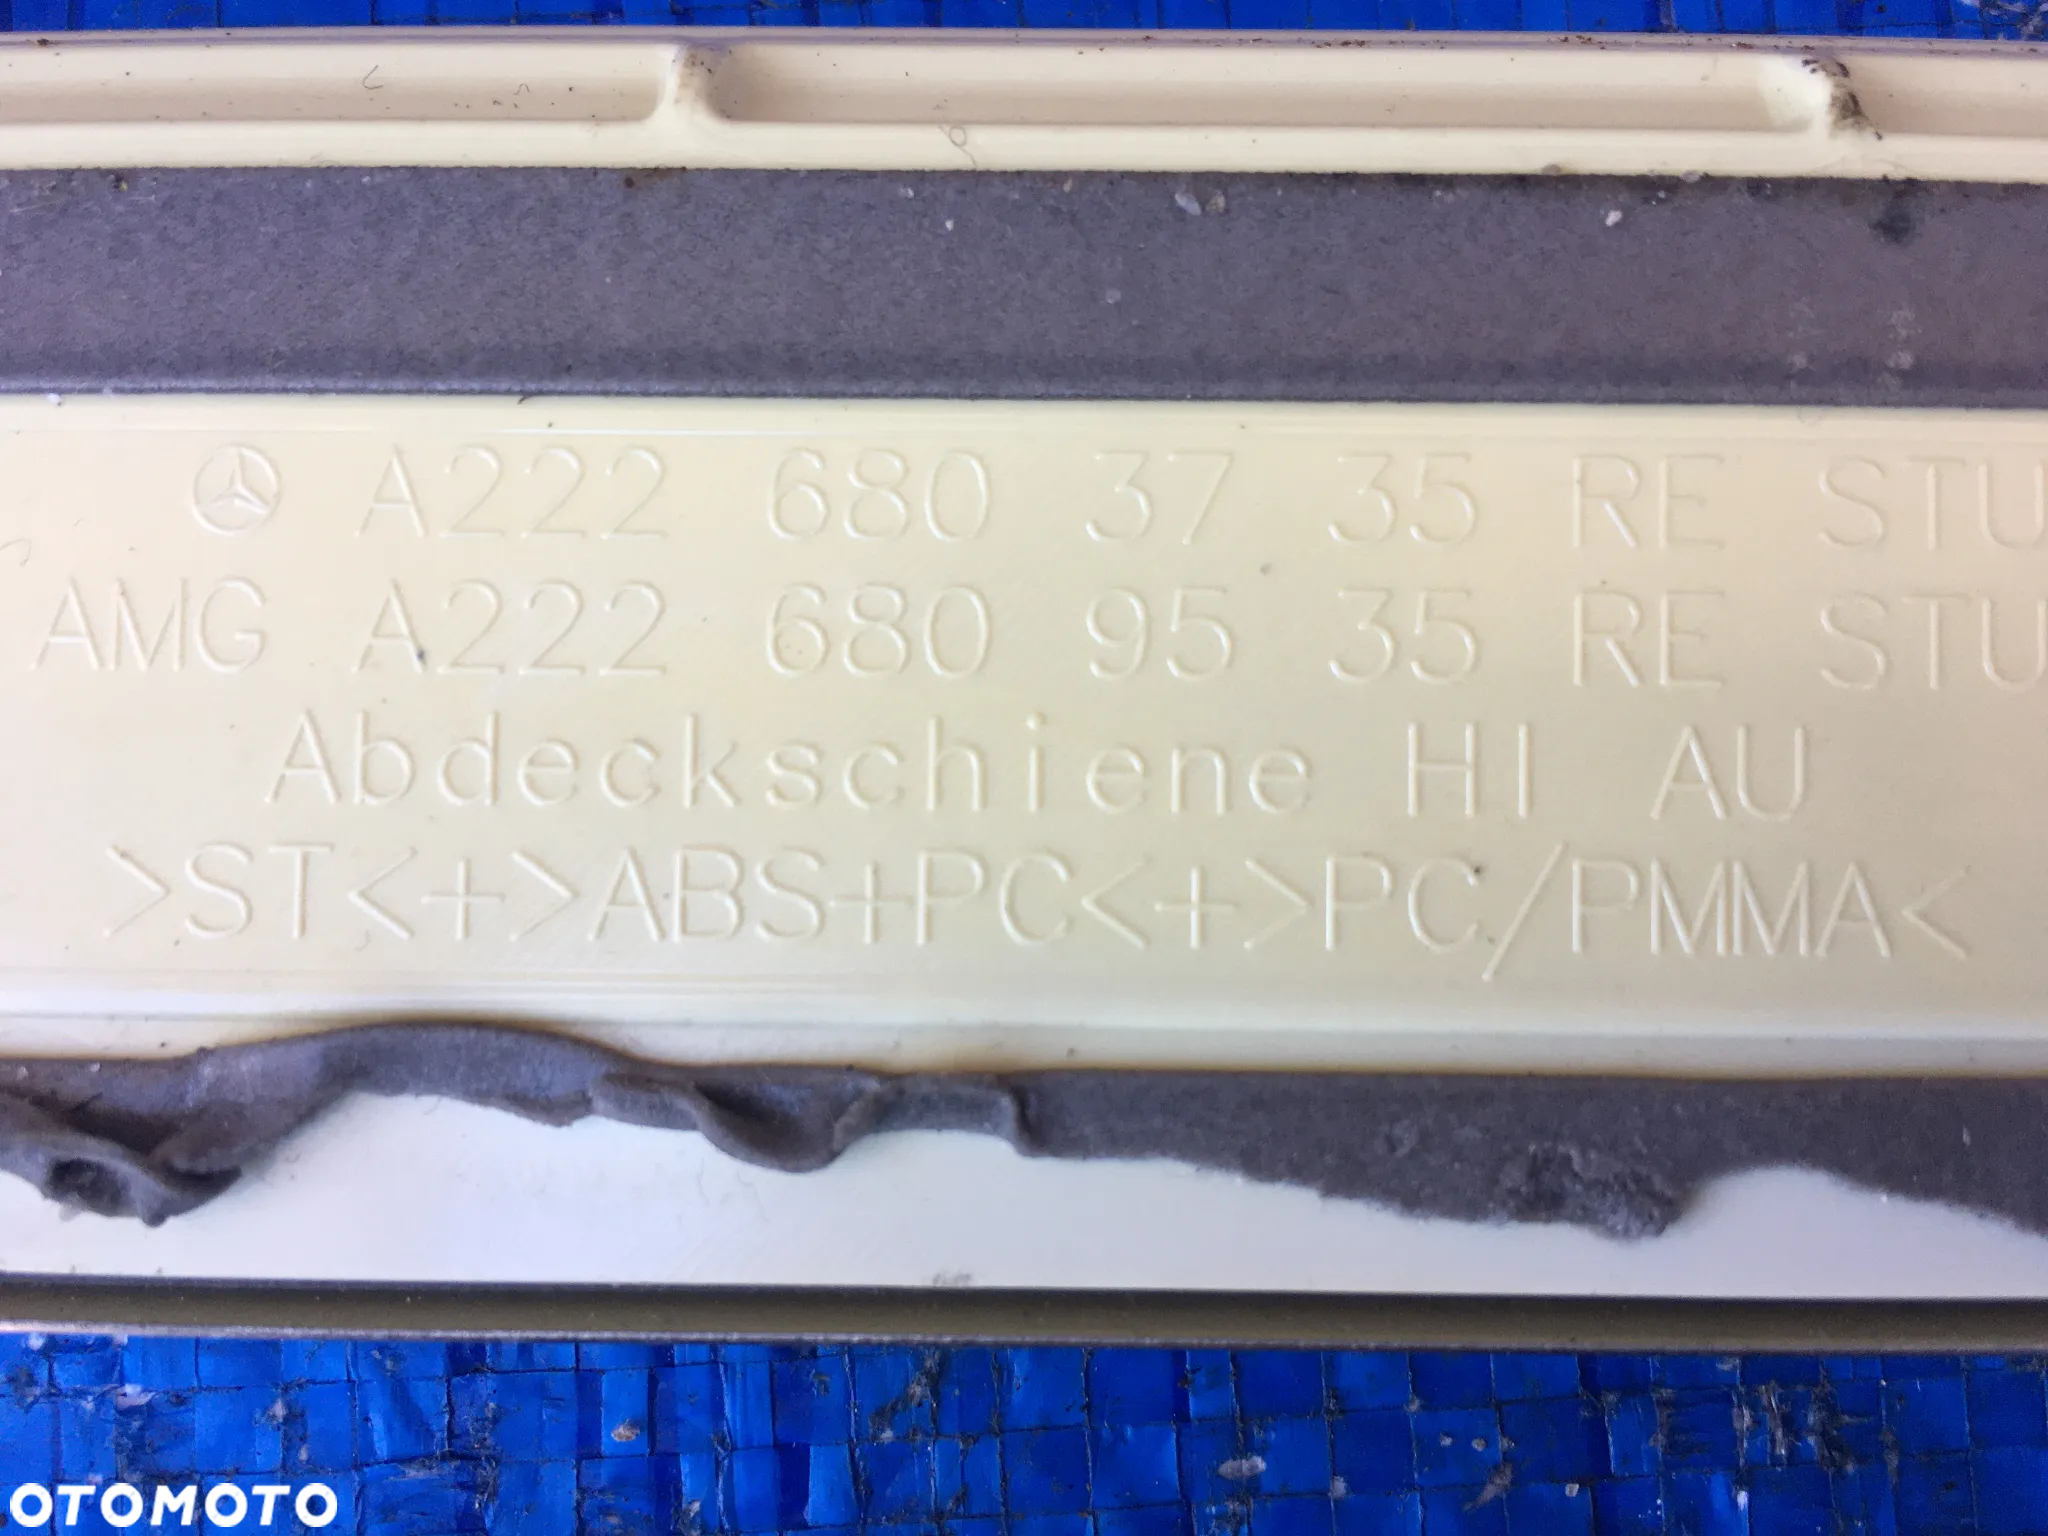 A222 680 37 35 RE STU
AMG A222 680 95 35 RE STU
Abdeckschiene HI AU
>ST<+>ABS+PC<+>PC/PMMA<
OTOMOTO